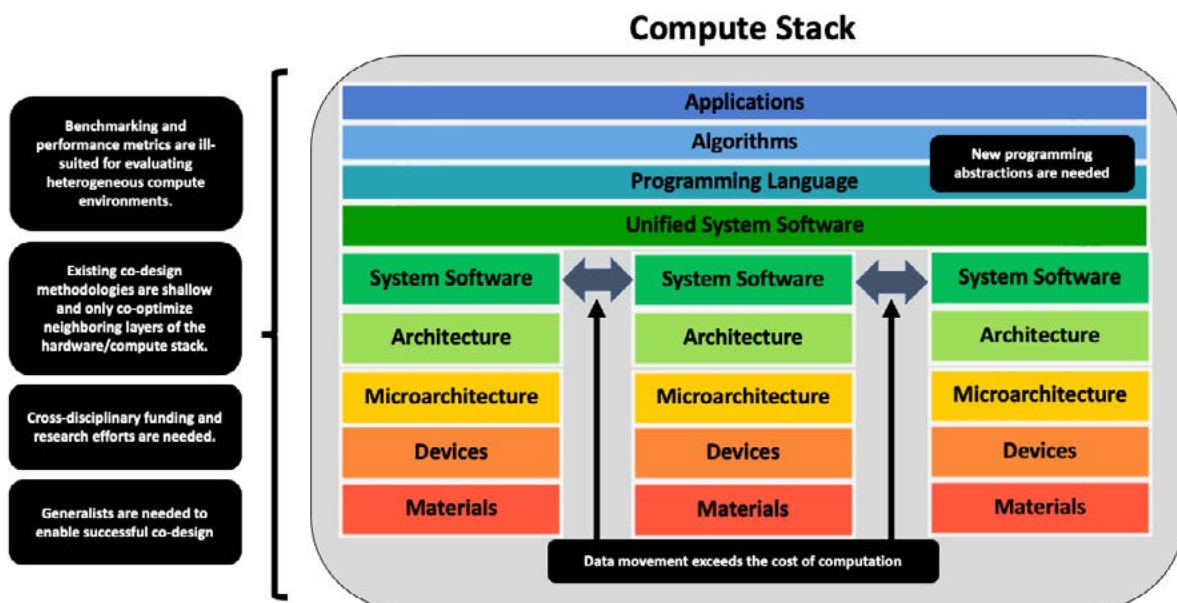 Compute Stack
Benchmarking and
performance metrics are ill-
suited for evaluating
heterogeneous compute
environments.
Existing co-design
methodologies are shallow
and only co-optimize
neighboring layers of the
hardware/compute stack.
Cross-disciplinary funding and
research efforts are needed.
Generalists are needed to
enable successful co-design
Applications
Algorithms
Programming Language
New programming
abstractions are needed
Unified System Software
System Software
Architecture
Microarchitecture
Devices
Materials
System Software
Architecture
Microarchitecture
Devices
Materials
System Software
Architecture
Microarchitecture
Devices
Materials
Data movement exceeds the cost of computation